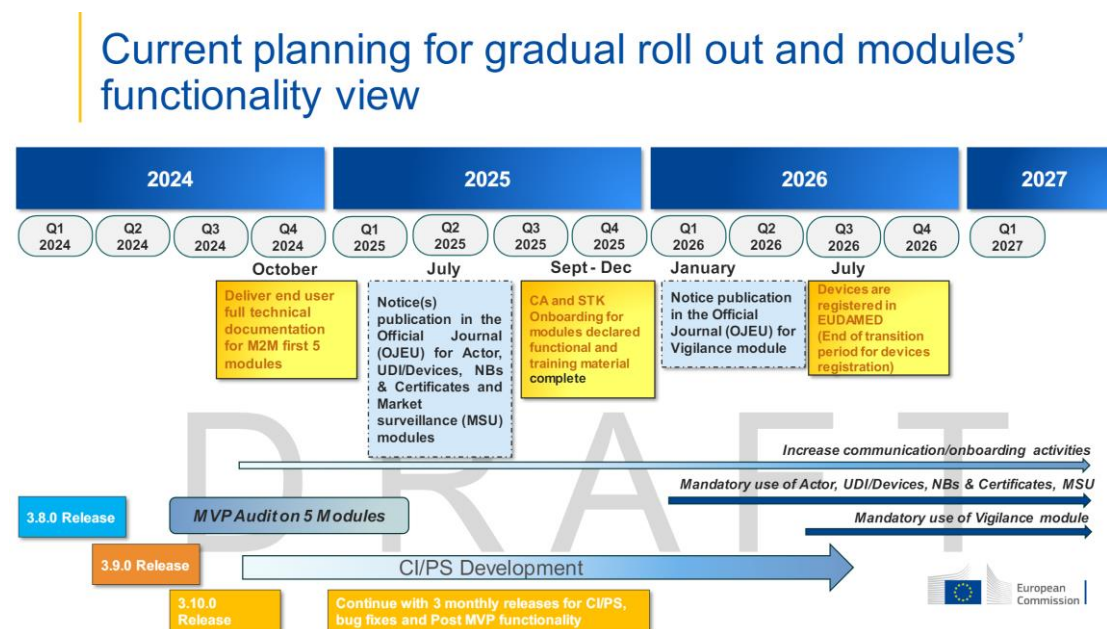 Current planning for gradual roll out and modules’
functionality view
2024
2025
2026
2027
Q1
2024
Q2
2024
Q3
2024
Q4
2024
Q1
2025
Q2
2025
Q3
2025
Q4
2025
Q1
2026
Q2
2026
Q3
2026
Q4
2026
Q1
2027
October
Deliver end user
full technical
documentation
for M2M first 5
modules
July
Notice(s)
publication in the
Official Journal
(OJEU) for Actor,
UDI/Devices, NBs
& Certificates and
Market
surveillance (MSU)
modules
Sept - Dec
CA and STK
Onboarding for
modules declared
functional and
training material
complete
January
Notice publication
in the Official
Journal (OJEU) for
Vigilance module
July
Devices are
registered in
EUDAMED
(End of transition
period for devices
registration)
DRAFT
Increase communication/onboarding activities
Mandatory use of Actor, UDI/Devices, NBs & Certificates, MSU
Mandatory use of Vigilance module
3.8.0 Release
MVP Audit on 5 Modules
3.9.0 Release
CI/PS Development
3.10.0
Release
Continue with 3 monthly releases for CI/PS,
bug fixes and Post MVP functionality
European
Commission